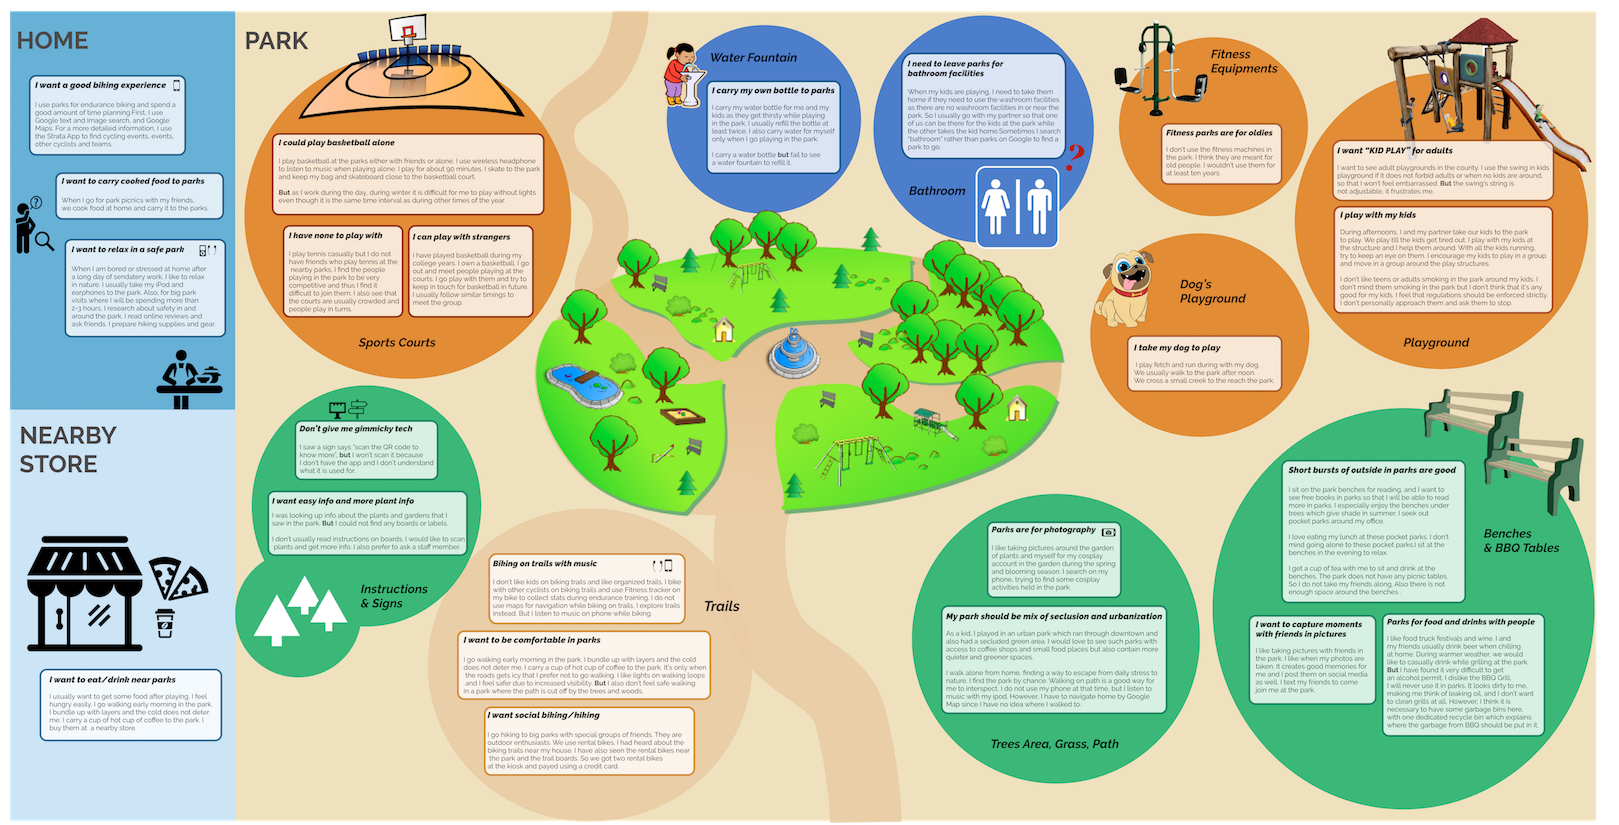 HOME
I want a good biking experience
I use parks for endurance biking and spend a
good amount of time planning First, I use
Google text and Image search, and Google
Maps. For a more detailed information, I use
the Strata App to find cycling events, events,
other cyclists and teams.
I want to carry cooked food to parks
When I go for park picnics with my friends,
we cook food at home and carry it to the parks.
?
I want to relax in a safe park
When I am bored or stressed at home after
a long day of sendatery work, I like to relax
in nature. I usually take my iPod and
earphones to the park. Also, for big park
visits where I will be spending more than
2-3 hours, I research about safety in and
around the park. I read online reviews and
ask friends. I prepare hiking supplies and gear.
NEARBY
STORE
I want to eat/drink near parks
I usually want to get some food after playing, I feel
hungry easily. I go walking early morning in the park.
I bundle up with layers and the cold does not deter
me. I carry a cup of hot cup of coffee to the park. I
buy them at a nearby store.
PARK
I could play basketball alone
I play basketball at the parks either with friends or alone. I use wireless headphone
to listen to music when playing alone. I play for about 90 minutes. I skate to the park
and keep my bag and skateboard close to the basketball court.
But as I work during the day, during winter it is difficult for me to play without lights
even though it is the same time interval as during other times of the year.
I have none to play with
I play tennis casually but I do not
have friends who play tennis at the
nearby parks. I find the people
playing in the park to be very
competitive and thus I find it
difficult to join them. I also see that
the courts are usually crowded and
people play in turns.
I can play with strangers
I have played basketball during my
college years. I own a basketball. I go
out and meet people playing at the
courts. I go play with them and try to
keep in touch for basketball in future.
I usually follow similar timings to
meet the group.
Sports Courts
Water Fountain
I carry my own bottle to parks
I carry my water bottle for me and my
kids as they get thirsty while playing
in the park. I usually refill the bottle at
least twice. I also carry water for myself
only when I go playing in the park.
I carry a water bottle but fail to see
a water fountain to refill it.
I need to leave parks for
bathroom facilities
When my kids are playing, I need to take them
home if they need to use the washroom facilities
as there are no washroom facilities in or near the
park. So I usually go with my partner so that one
of us can be there for the kids at the park while
the other takes the kid home.Sometimes I search
"bathroom" rather than parks on Google to find a
park to go.
?
Bathroom
Fitness
Equipments
Fitness parks are for oldies
I don't use the fitness machines in
the park. I think they are meant for
old people. I wouldn't use them for
at least ten years.
I want "KID PLAY" for adults
I want to see adult playgrounds in the county. I use the swing in kids
playground if it does not forbid adults or when no kids are around,
so that I won't feel embarrassed. But the swing's string is
not adjustable, it frustrates me.
I play with my kids
During afternoons, I and my partner take our kids to the park
to play. We play till the kids get tired out. I play with my kids at
the structure and I help them around. With all the kids running,
try to keep an eye on them. I encourage my kids to play in a group
and move in a group around the play structures.
I don't like teens or adults smoking in the park around my kids. I
don't mind them smoking in the park but I don't think that it's any
good for my kids. I feel that regulations should be enforced strictly.
I don't personally approach them and ask them to stop.
Playground
Dog's
Playground
I take my dog to play
I play fetch and run during with my dog.
We usually walk to the park after noon.
We cross a small creek to the reach the park.
Don't give me gimmicky tech
I saw a sign says "scan the QR code to
know more", but I won't scan it because
I don't have the app and I don't understand
what it is used for.
I want easy info and more plant info
I was looking up info about the plants and gardens that I
saw in the park. But I could not find any boards or labels.
I don't usually read instructions on boards. I would like to scan
plants and get more info. I also prefer to ask a staff member.
Instructions
& Signs
Biking on trails with music
I don't like kids on biking trails and like organized trails. I bike
with other cyclists on biking trails and use Fitness tracker on
my bike to collect stats during endurance training. I do not
use maps for navigation while biking on trails, I explore trails
instead. But I listen to music on phone while biking.
Trails
I want to be comfortable in parks
I go walking early morning in the park. I bundle up with layers and the cold
does not deter me. I carry a cup of hot cup of coffee to the park. It's only when
the roads gets icy that I prefer not to go walking. I like lights on walking loops
and I feel safer due to increased visibility. But I also don't feel safe walking
in a park where the path is cut off by the trees and woods.
I want social biking/hiking
I go hiking to big parks with special groups of friends. They are
outdoor enthusiasts. We use rental bikes. I had heard about the
biking trails near my house. I have also seen the rental bikes near
the park and the trail boards. So we got two rental bikes
at the kiosk and payed using a credit card.
Parks are for photography
I like taking pictures around the garden
of plants and myself for my cosplay
account in the garden during the spring
and blooming season. I search on my
phone, trying to find some cosplay
activities held in the park.
My park should be mix of seclusion and urbanization
As a kid, I played in an urban park which ran through downtown and
also had a secluded green area. I would love to see such parks with
access to coffee shops and small food places but also contain more
quieter and greener spaces.
I walk alone from home, finding a way to escape from daily stress to
nature. I find the park by chance. Walking on path is a good way for
me to interspect. I do not use my phone at that time, but I listen to
music with my ipod. However, I have to navigate home by Google
Map since I have no idea where I walked to.
Trees Area, Grass, Path
Short bursts of outside in parks are good
I sit on the park benches for reading, and I want to
see free books in parks so that I will be able to read
more in parks. I especially enjoy the benches under
trees which give shade in summer. I seek out
pocket parks around my office.
I love eating my lunch at these pocket parks. I don't
mind going alone to these pocket parks.I sit at the
benches in the evening to relax.
I get a cup of tea with me to sit and drink at the
benches. The park does not have any picnic tables.
So I do not take my friends along. Also there is not
enough space around the benches .
Benches
& BBQ Tables
I want to capture moments
with friends in pictures
I like taking pictures with friends in
the park. I like when my photos are
taken. It creates good memories for
me and I post them on social media
as well. I text my friends to come
join me at the park.
Parks for food and drinks with people
I like food truck festivals and wine. I and
my friends usually drink beer when chilling
at home. During warmer weather, we would
like to casually drink while grilling at the park.
But I have found it very difficult to get
an alcohol permit. I dislike the BBQ Grill,
I will never use it in parks. It looks dirty to me,
making me think of leaking oil, and I don't want
to clean grills at all. However, I think it is
necessary to have some garbage bins here,
with one dedicated recycle bin which explains
where the garbage from BBQ should be put in it.